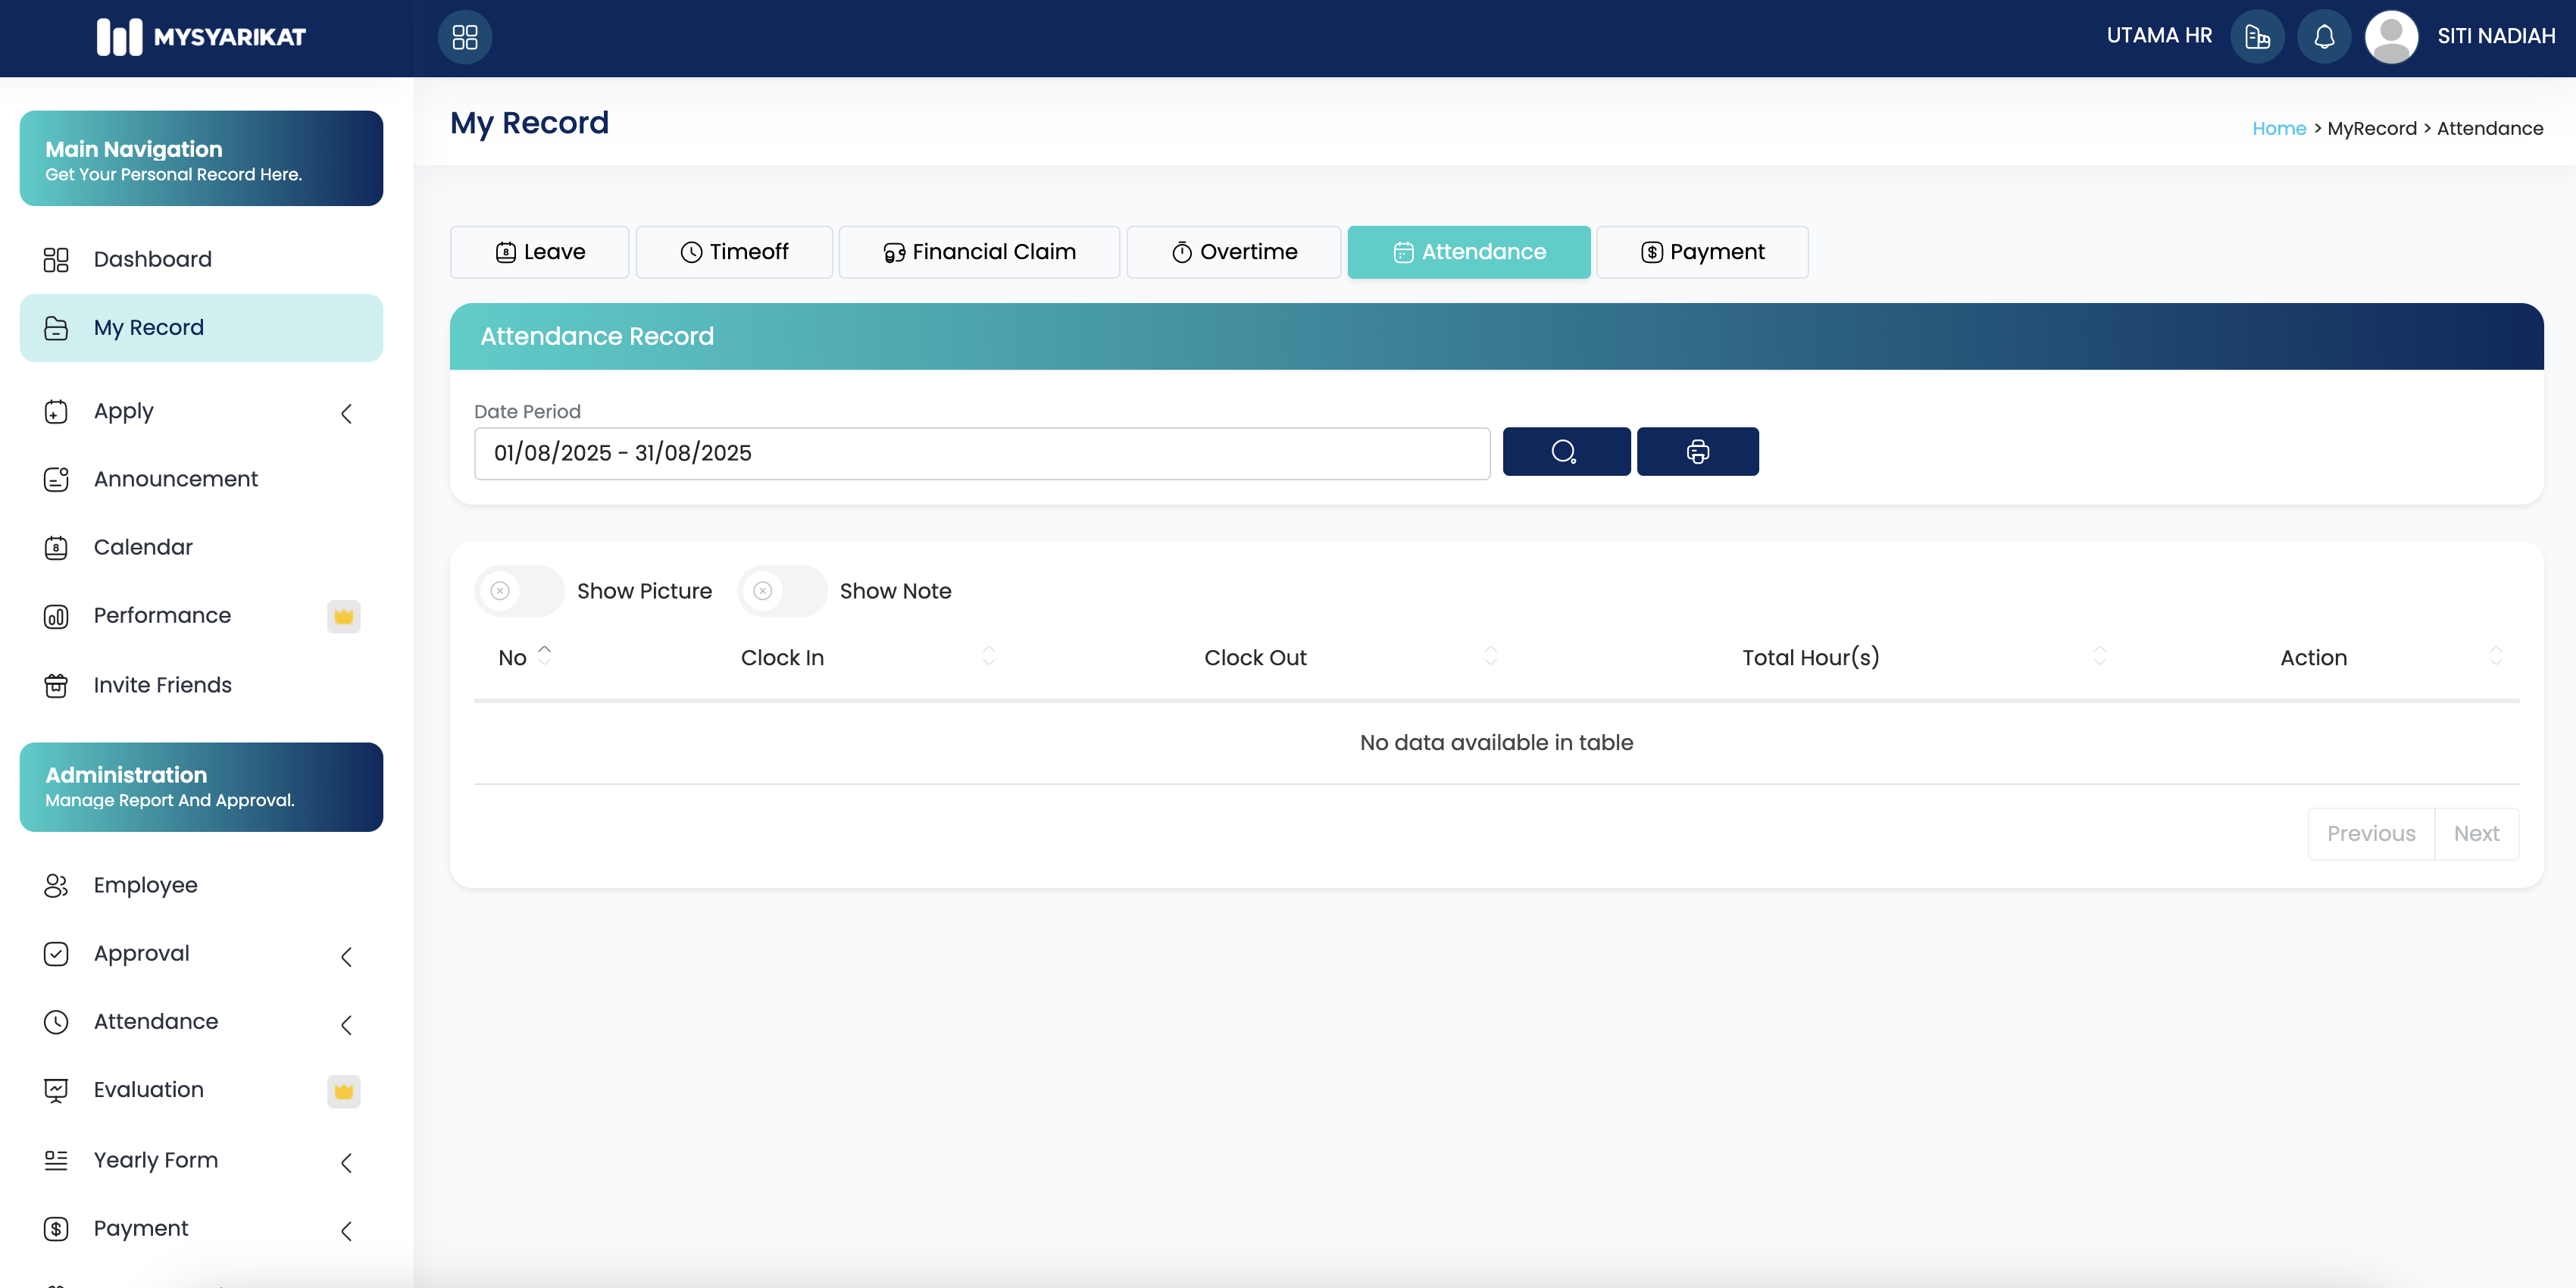 MYSYARIKAT
UTAMA HR
SITI NADIAH
Main Navigation
Get Your Personal Record Here.
Dashboard
My Record
Apply
Announcement
Calendar
Performance
Invite Friends
Administration
Manage Report And Approval.
Employee
Approval
Attendance
Evaluation
Yearly Form
Payment
My Record
Home > MyRecord > Attendance
Leave
Timeoff
Financial Claim
Overtime
Attendance
Payment
Attendance Record
Date Period
01/08/2025 - 31/08/2025
Show Picture
Show Note
No
Clock In
Clock Out
Total Hour(s)
Action
No data available in table
Previous
Next